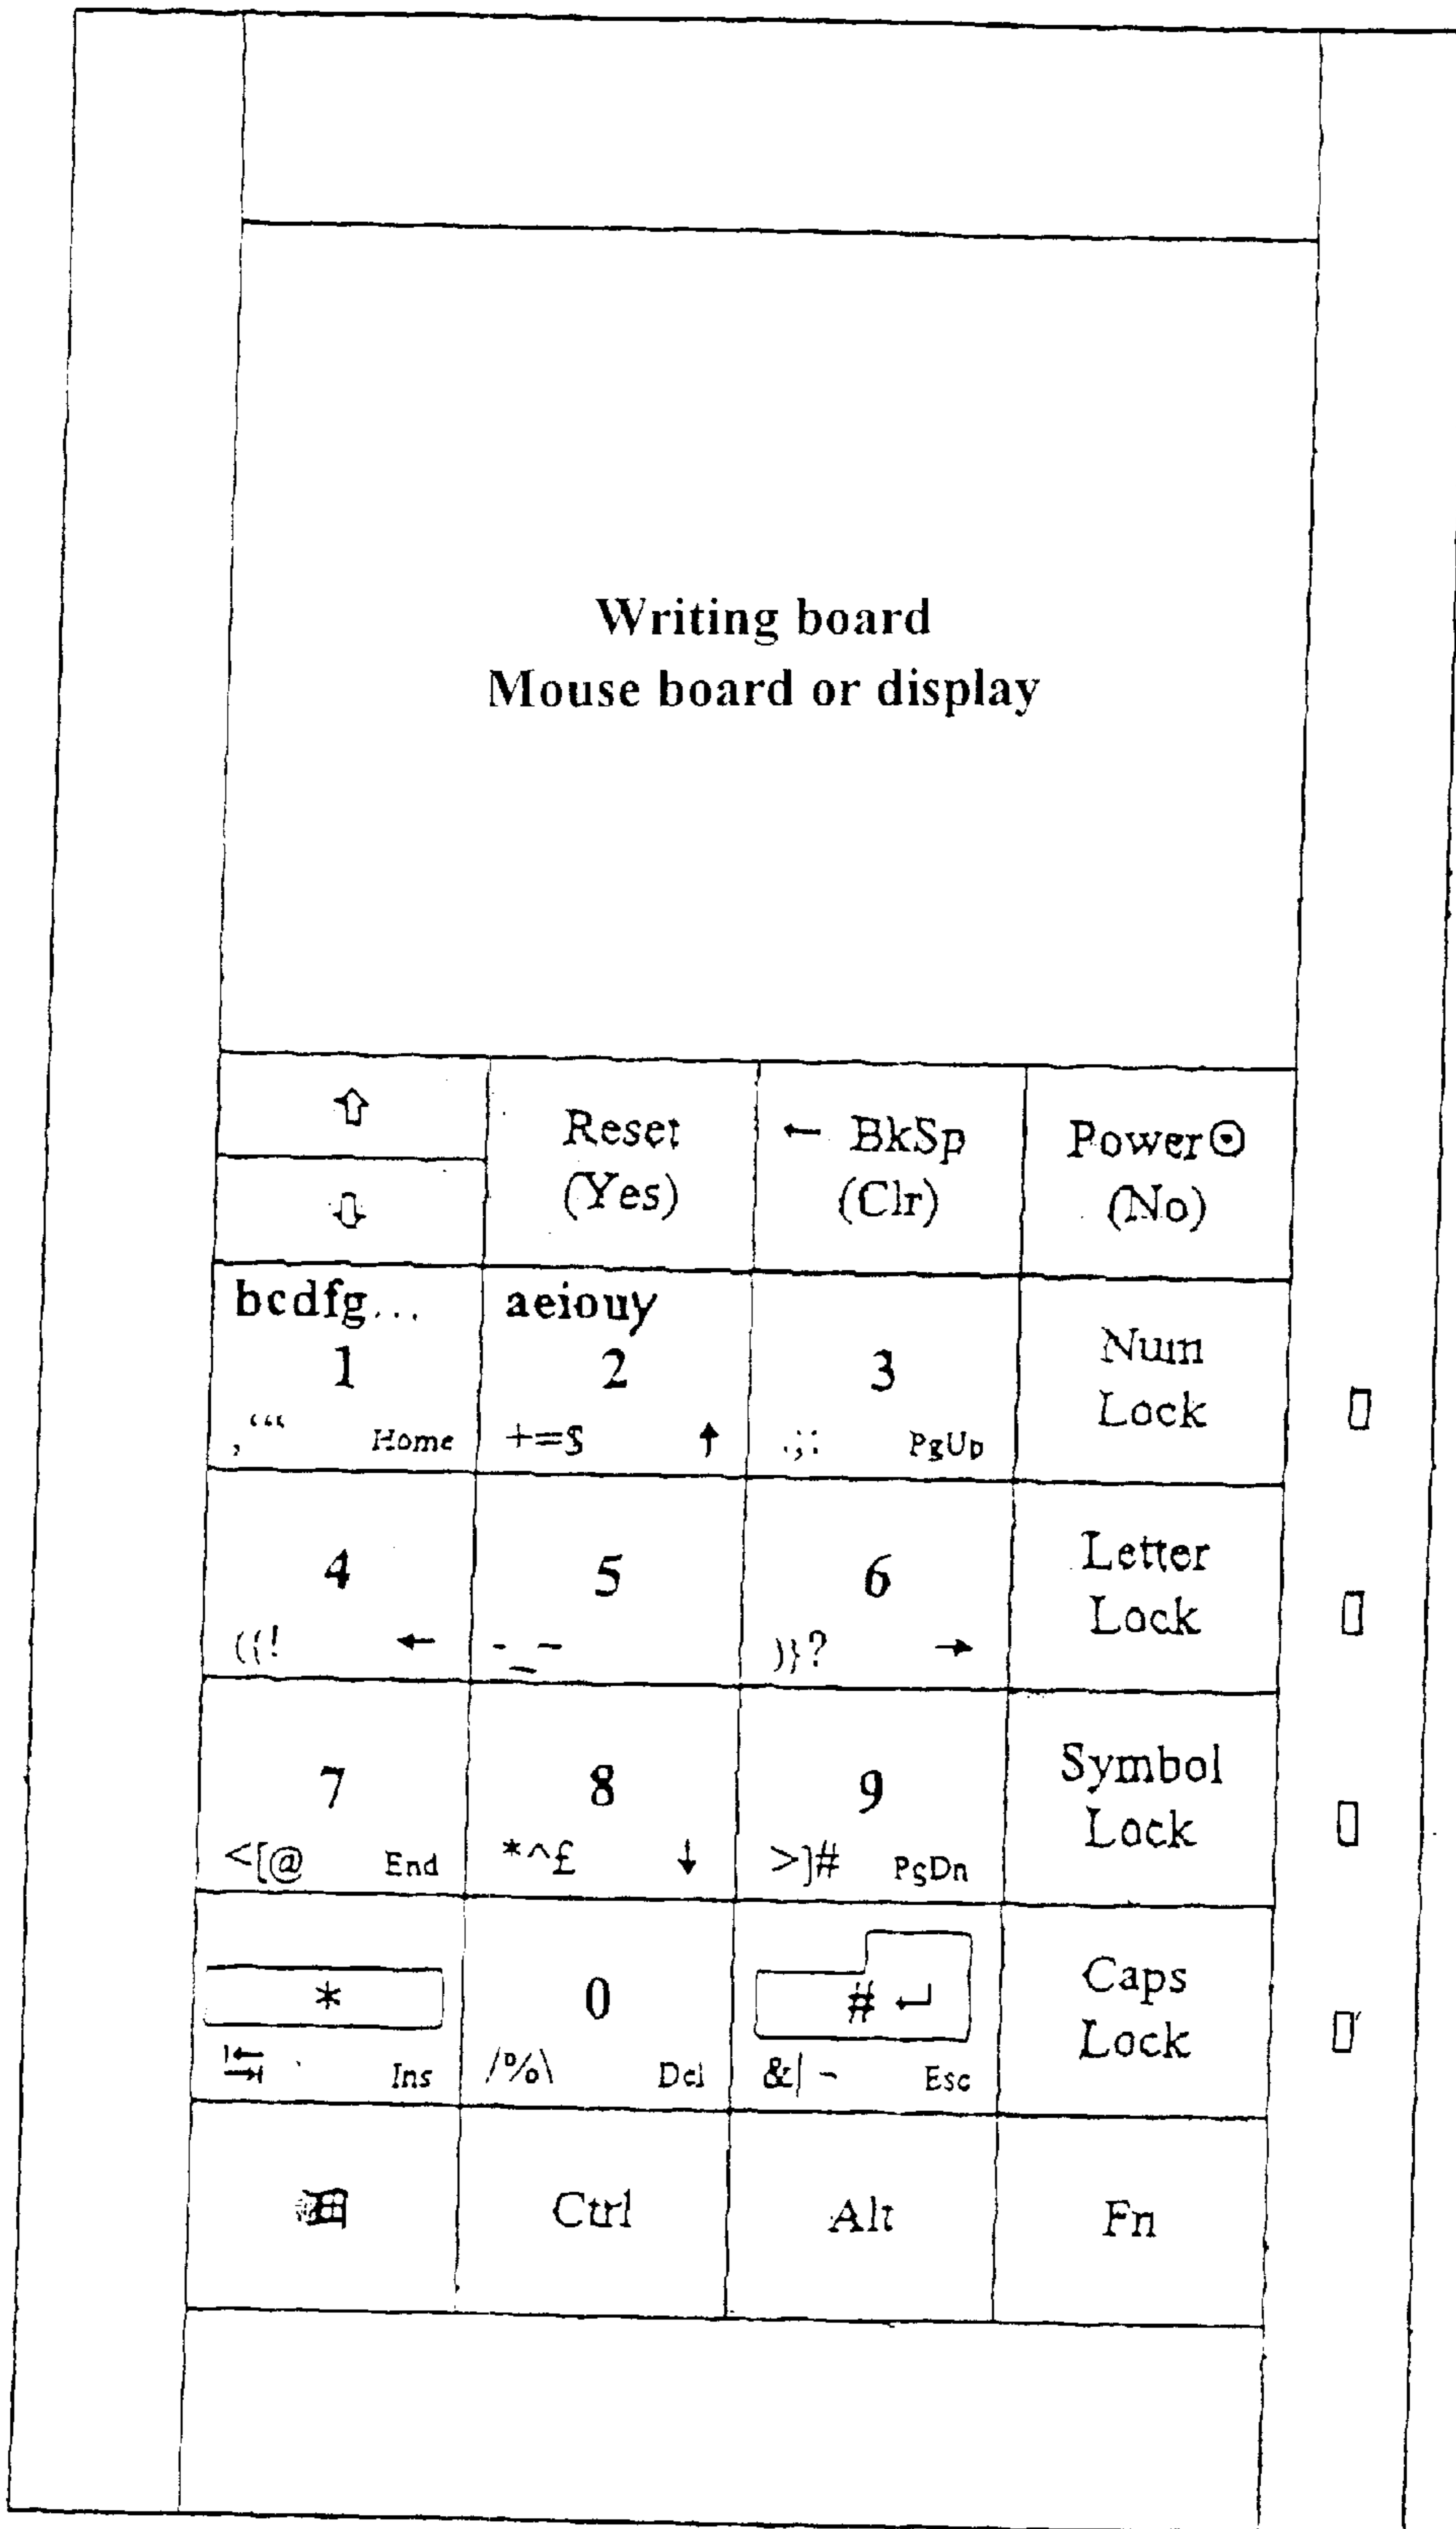 Writing board
Mouse board or display
⇧
⇩
Reset
(Yes)
← BkSp
(Clr)
Power⊙
(No)
bcdfg...
1
, ‘ “ Home
aeiouy
2
+=$ ↑
3
.;: PgUp
Num
Lock
4
({! ←
5
-_~
6
)}? →
Letter
Lock
7
<[@ End
8
*^£ ↓
9
>]# PgDn
Symbol
Lock
*
Ins
0
/%\ Del
# ↵
&| ¬ Esc
Caps
Lock
Ctrl
Alt
Fn